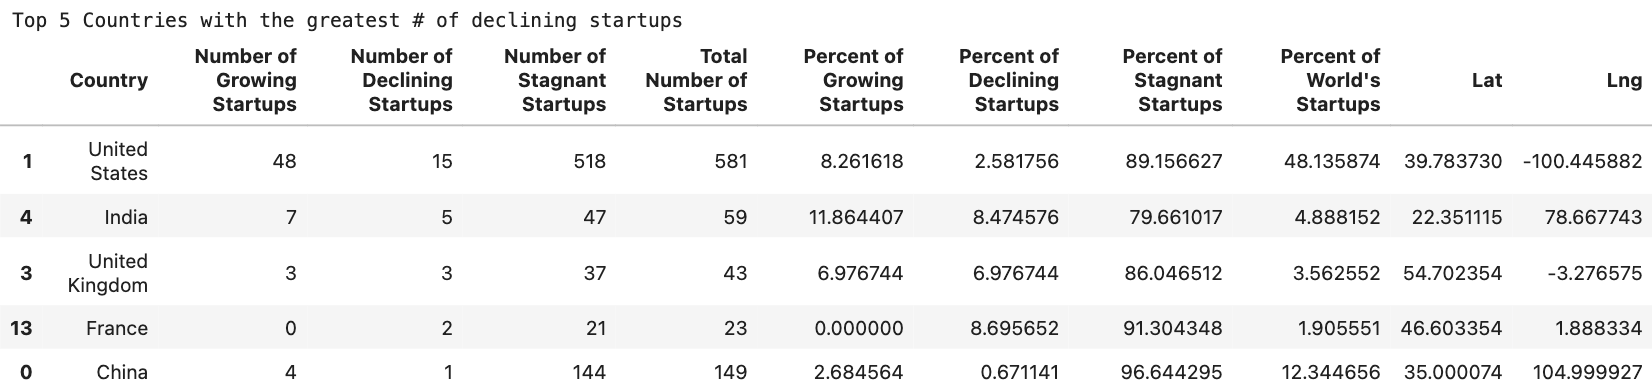 Top 5 Countries with the greatest # of declining startups
Country Number of Growing Startups Number of Declining Startups Number of Stagnant Startups Total Number of Startups Percent of Growing Startups Percent of Declining Startups Percent of Stagnant Startups Percent of World's Startups Lat Lng
1 United States 48 15 518 581 8.261618 2.581756 89.156627 48.135874 39.783730 -100.445882
4 India 7 5 47 59 11.864407 8.474576 79.661017 4.888152 22.351115 78.667743
3 United Kingdom 3 3 37 43 6.976744 6.976744 86.046512 3.562552 54.702354 -3.276575
13 France 0 2 21 23 0.000000 8.695652 91.304348 1.905551 46.603354 1.888334
0 China 4 1 144 149 2.684564 0.671141 96.644295 12.344656 35.000074 104.999927